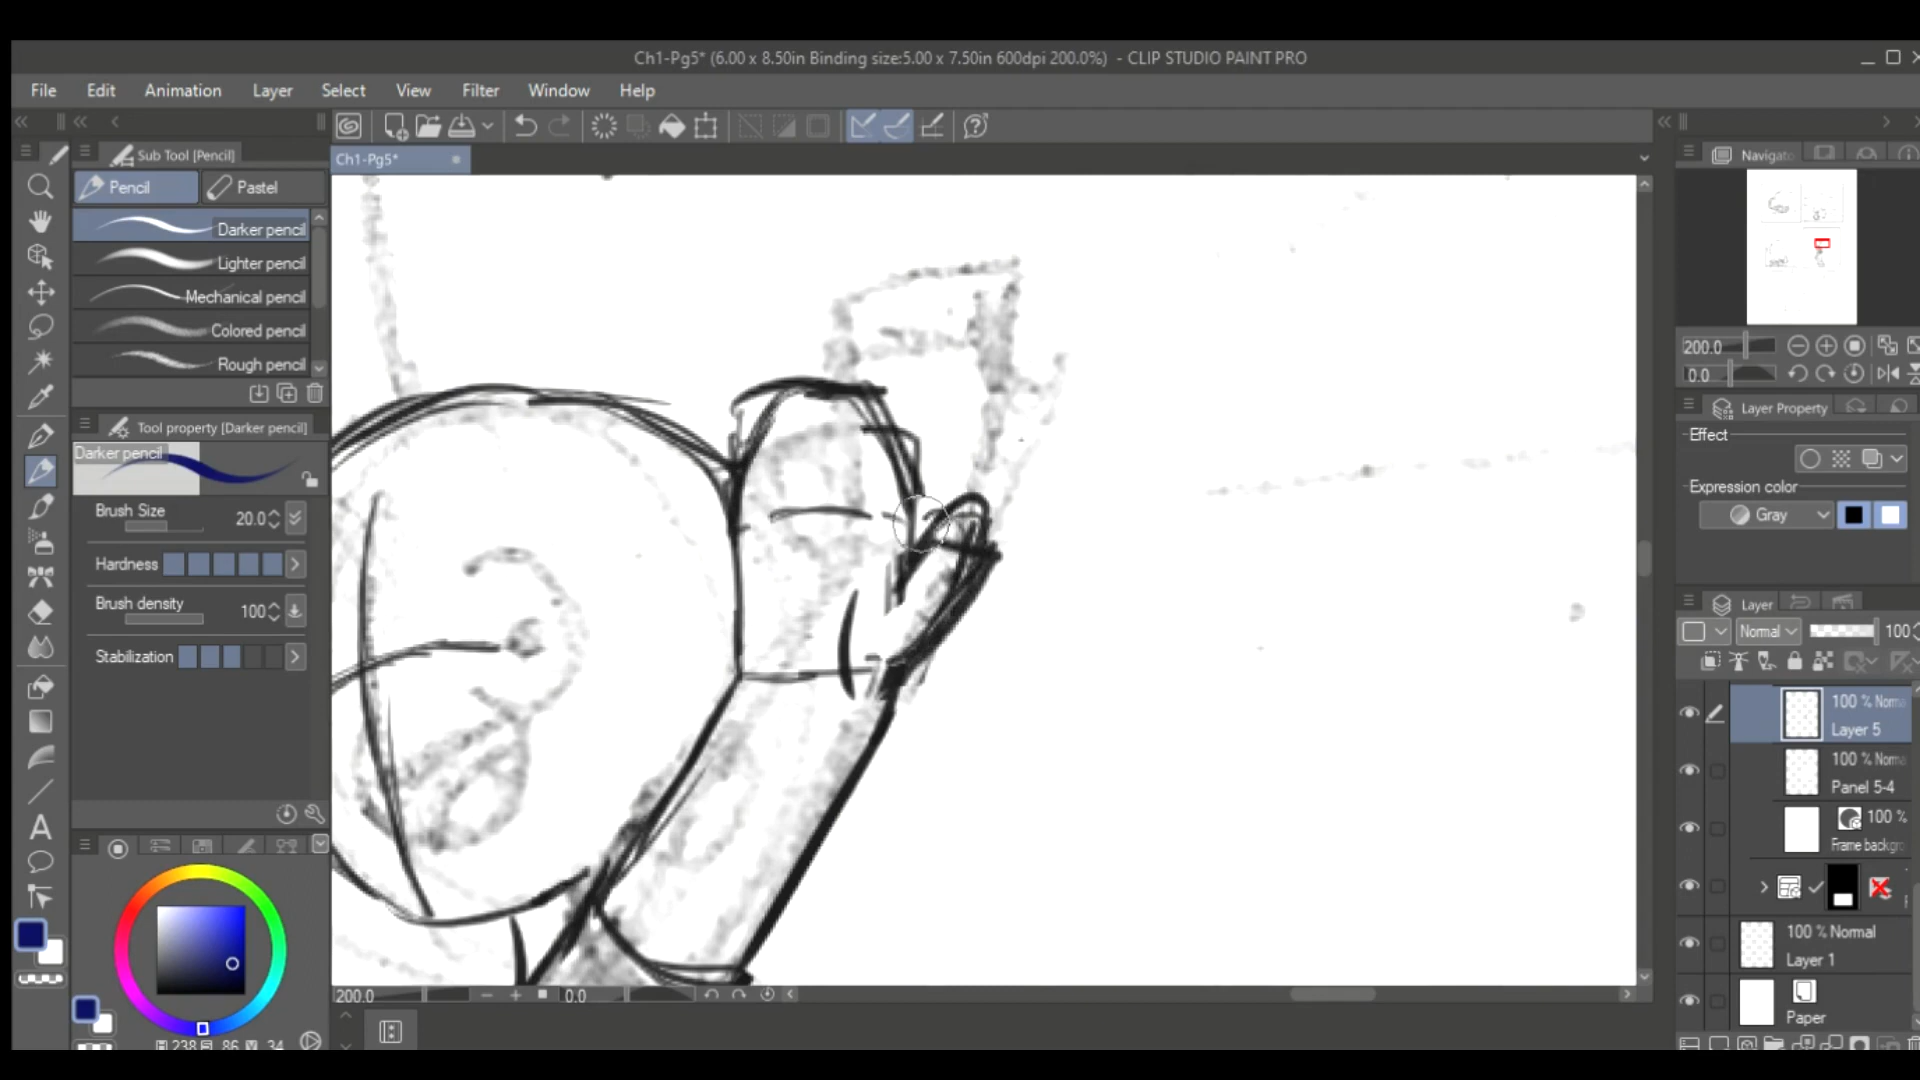 Ch1-Pg5* (6.00 x 8.50in Binding size:5.00 x 7.50in 600dpi 200.0%) - CLIP STUDIO PAINT PRO
File Edit Animation Layer Select View Filter Window Help
Sub Tool [Pencil]
Ch1-Pg5*
Navigato
Pencil Pastel
Darker pencil
Lighter pencil
Mechanical pencil
Colored pencil
Rough pencil
200.0
0.0
Layer Property
Tool property [Darker pencil]
Darker pencil
Effect
Expression color
Gray
Brush Size 20.0
Hardness
Brush density 100
Stabilization
Layer
Normal 100
100 % Norma
Layer 5
100 % Norma
Panel 5-4
100 %
Frame backgro
100 % Normal
Layer 1
Paper
200.0 0.0
238 86 34